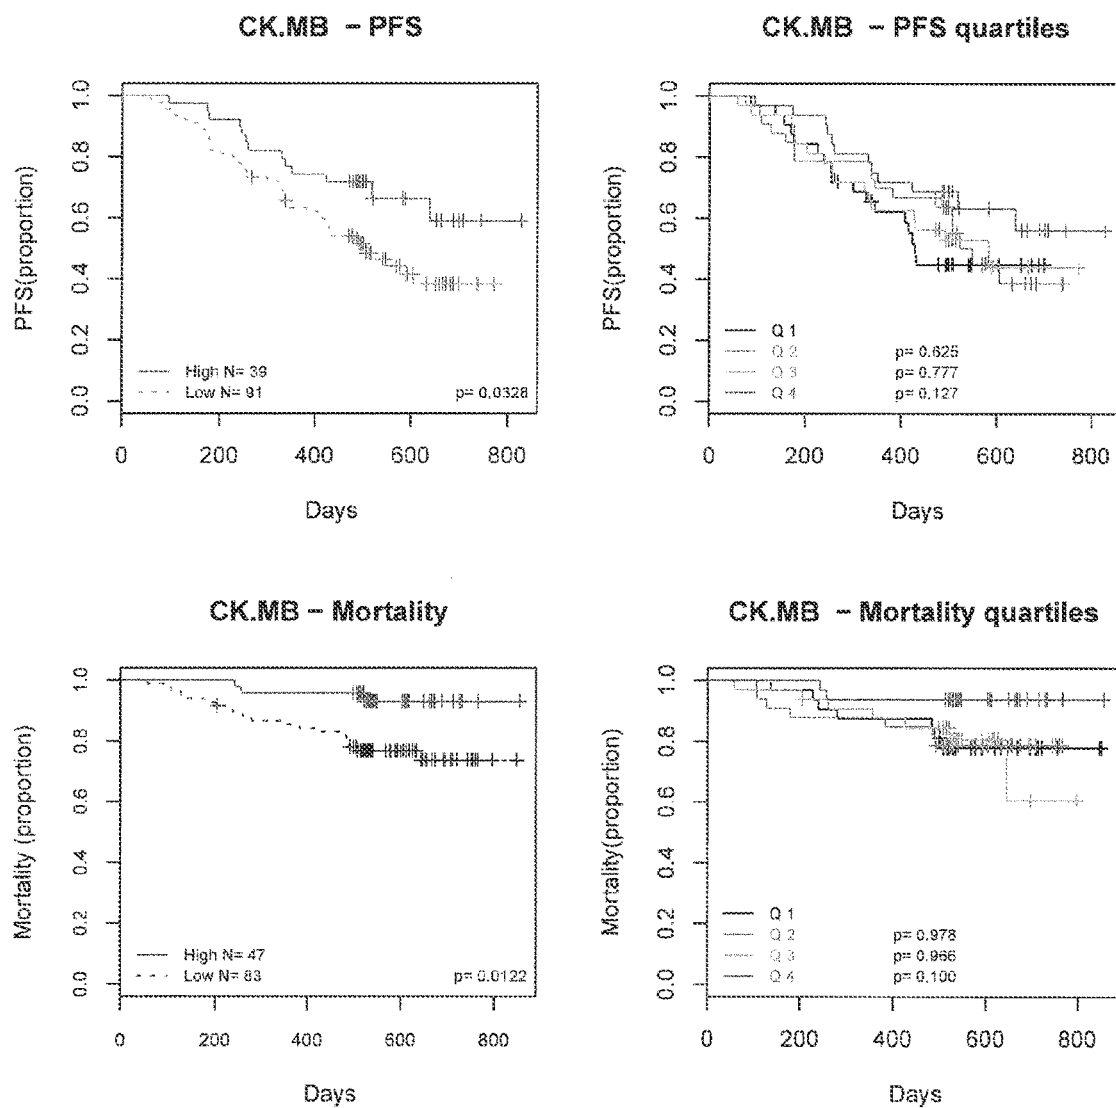 CK.MB – PFS
PFS(proportion)
1.0
0.8
0.6
0.4
0.2
0.0
High N= 39
Low N= 91
p= 0.0328
0 200 400 600 800
Days
CK.MB – PFS quartiles
PFS(proportion)
1.0
0.8
0.6
0.4
0.2
0.0
Q 1
Q 2 p= 0.625
Q 3 p= 0.777
Q 4 p= 0.127
0 200 400 600 800
Days
CK.MB – Mortality
Mortality (proportion)
1.0
0.8
0.6
0.4
0.2
0.0
High N= 47
Low N= 83
p= 0.0122
0 200 400 600 800
Days
CK.MB – Mortality quartiles
Mortality(proportion)
1.0
0.8
0.6
0.4
0.2
0.0
Q 1
Q 2 p= 0.978
Q 3 p= 0.966
Q 4 p= 0.100
0 200 400 600 800
Days